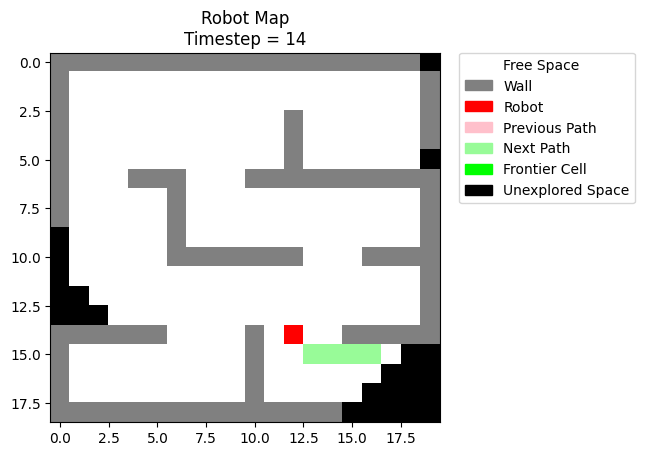 Robot Map
Timestep = 14
0.0
2.5
5.0
7.5
10.0
12.5
15.0
17.5
0.0 2.5 5.0 7.5 10.0 12.5 15.0 17.5
Free Space
Wall
Robot
Previous Path
Next Path
Frontier Cell
Unexplored Space